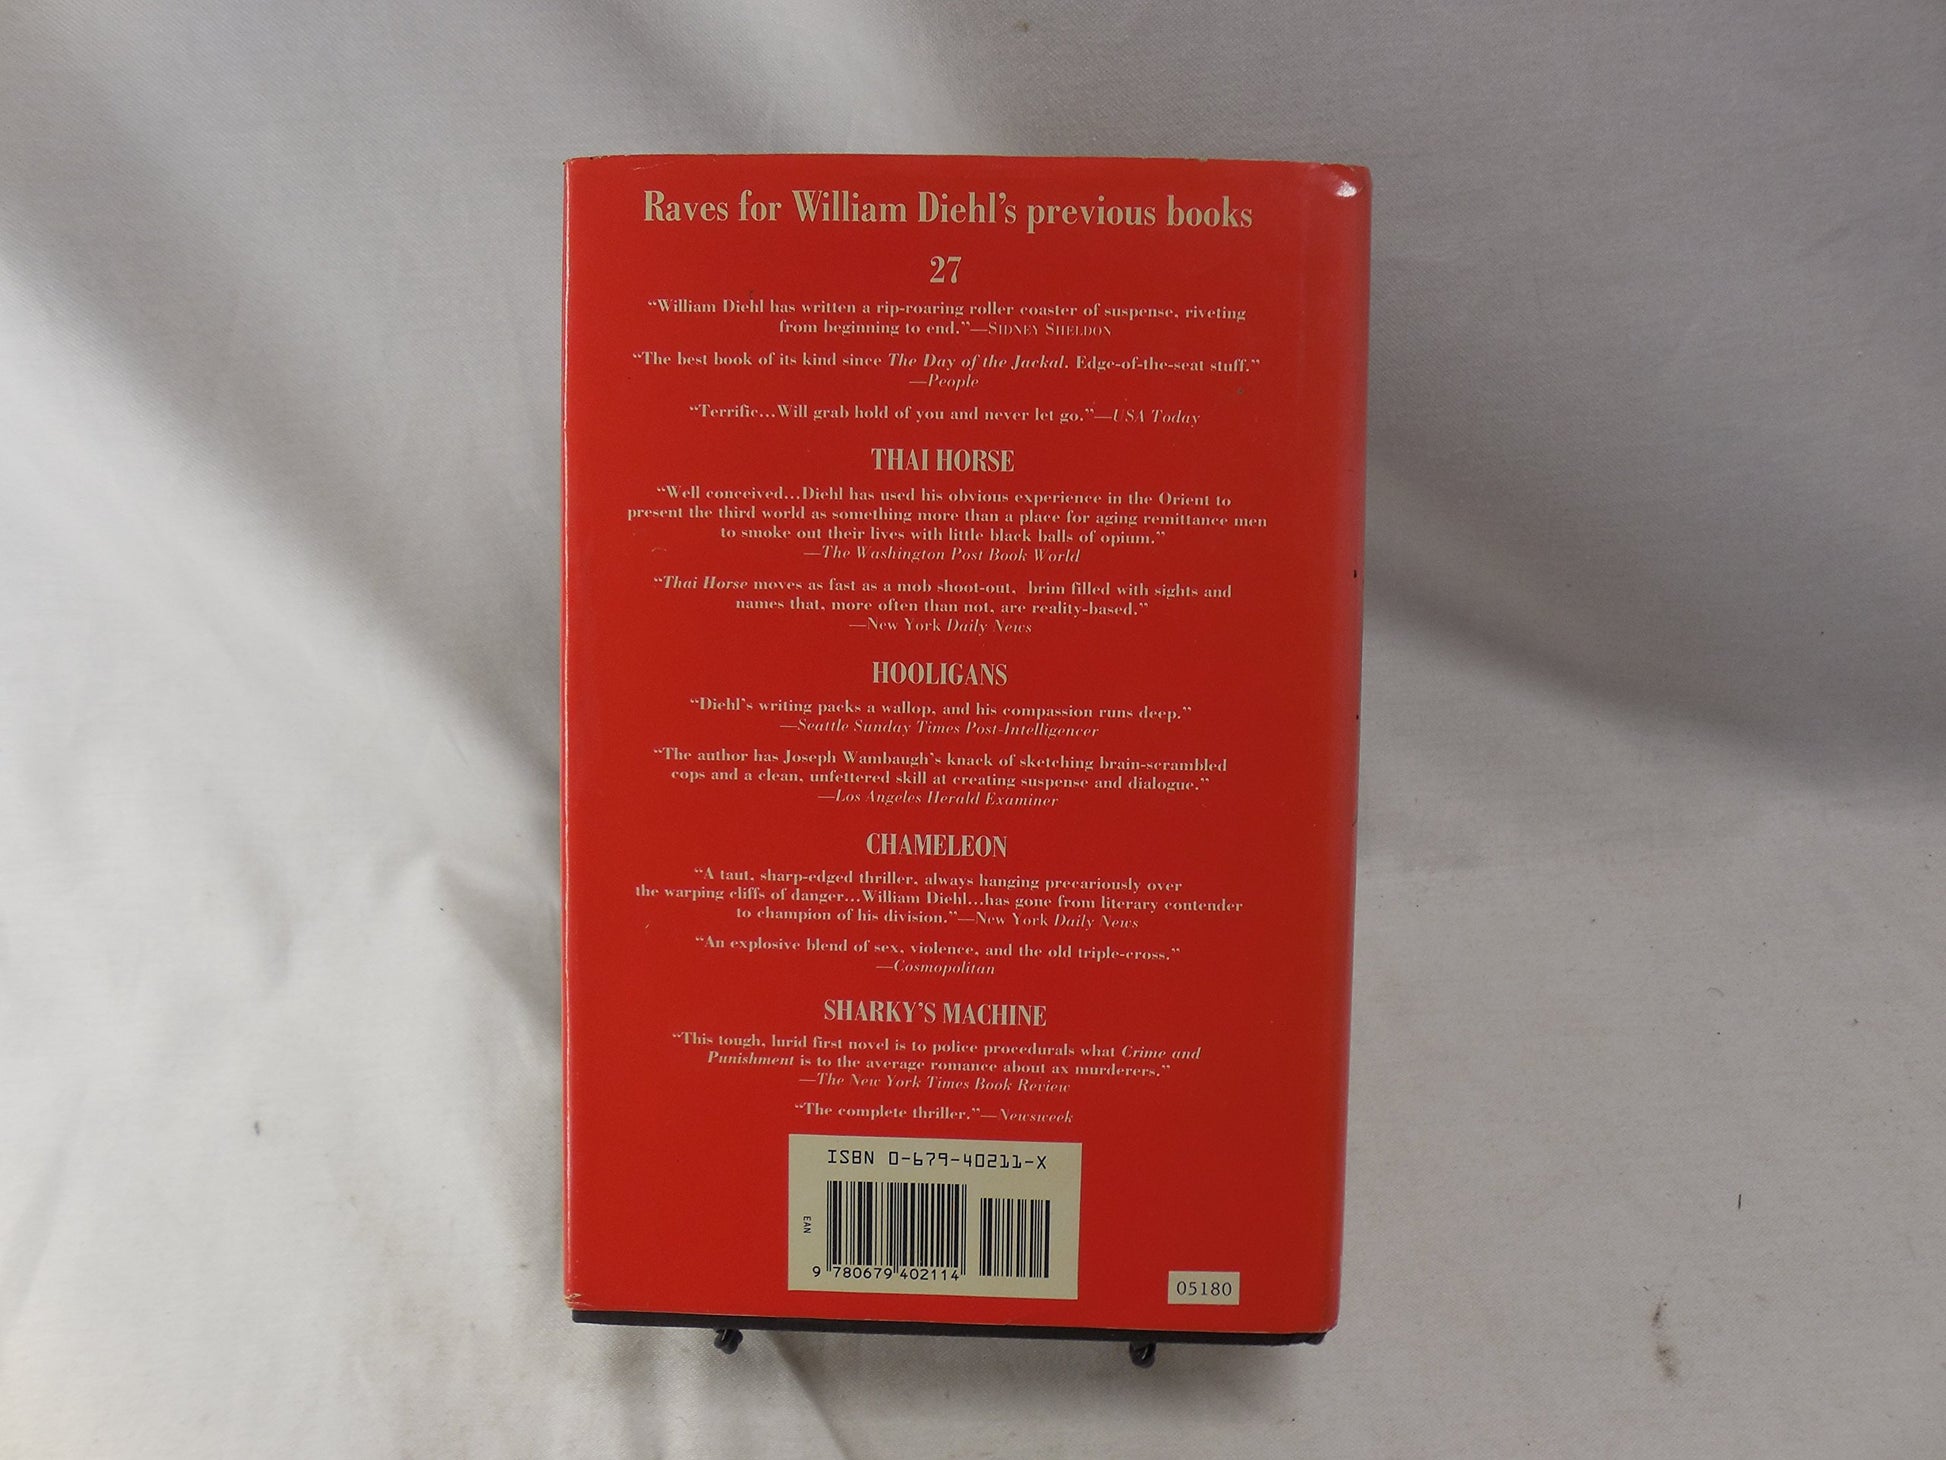 Raves for William Diehl's previous books
27
“William Diehl has written a rip-roaring roller coaster of suspense, riveting
from beginning to end.”—SIDNEY SHELDON
“The best book of its kind since The Day of the Jackal. Edge-of-the-seat stuff.”
—People
“Terrific...Will grab hold of you and never let go.”—USA Today
THAI HORSE
“Well conceived...Diehl has used his obvious experience in the Orient to
present the third world as something more than a place for aging remittance men
to smoke out their lives with little black balls of opium.”
—The Washington Post Book World
“Thai Horse moves as fast as a mob shoot-out, brim filled with sights and
names that, more often than not, are reality-based.”
—New York Daily News
HOOLIGANS
“Diehl's writing packs a wallop, and his compassion runs deep.”
—Seattle Sunday Times Post-Intelligencer
“The author has Joseph Wambaugh's knack of sketching brain-scrambled
cops and a clean, unfettered skill at creating suspense and dialogue.”
—Los Angeles Herald Examiner
CHAMELEON
“A taut, sharp-edged thriller, always hanging precariously over
the warping cliffs of danger...William Diehl...has gone from literary contender
to champion of his division.”—New York Daily News
“An explosive blend of sex, violence, and the old triple-cross.”
—Cosmopolitan
SHARKY'S MACHINE
“This tough, lurid first novel is to police procedurals what Crime and
Punishment is to the average romance about ax murderers.”
—The New York Times Book Review
“The complete thriller.”—Newsweek
ISBN 0-679-40211-X
EAN
9 780679 402114
05180